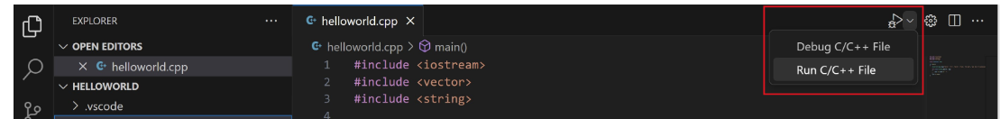 EXPLORER
···
helloworld.cpp ×
OPEN EDITORS
× helloworld.cpp
HELLOWORLD
> .vscode
helloworld.cpp > main()
1 #include <iostream>
2 #include <vector>
3 #include <string>
4
Debug C/C++ File
Run C/C++ File